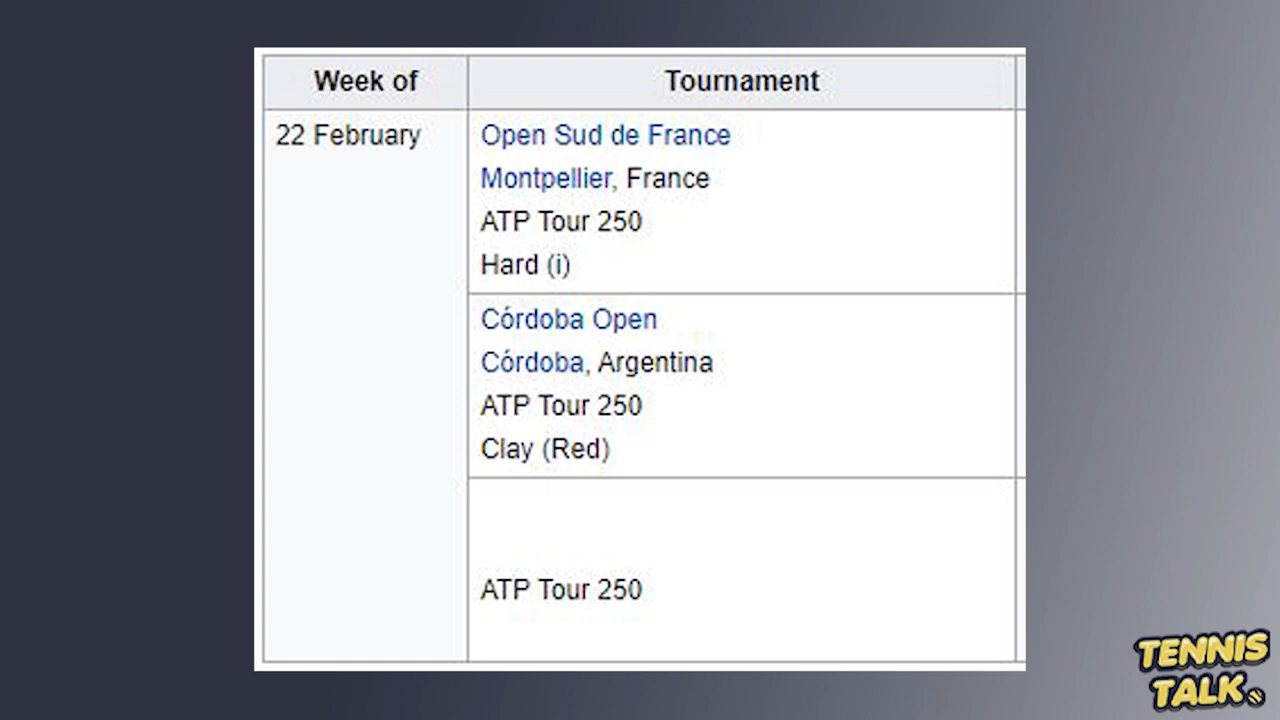 Week of
Tournament
22 February
Open Sud de France
Montpellier, France
ATP Tour 250
Hard (i)
Córdoba Open
Córdoba, Argentina
ATP Tour 250
Clay (Red)
ATP Tour 250
TENNIS
TALK